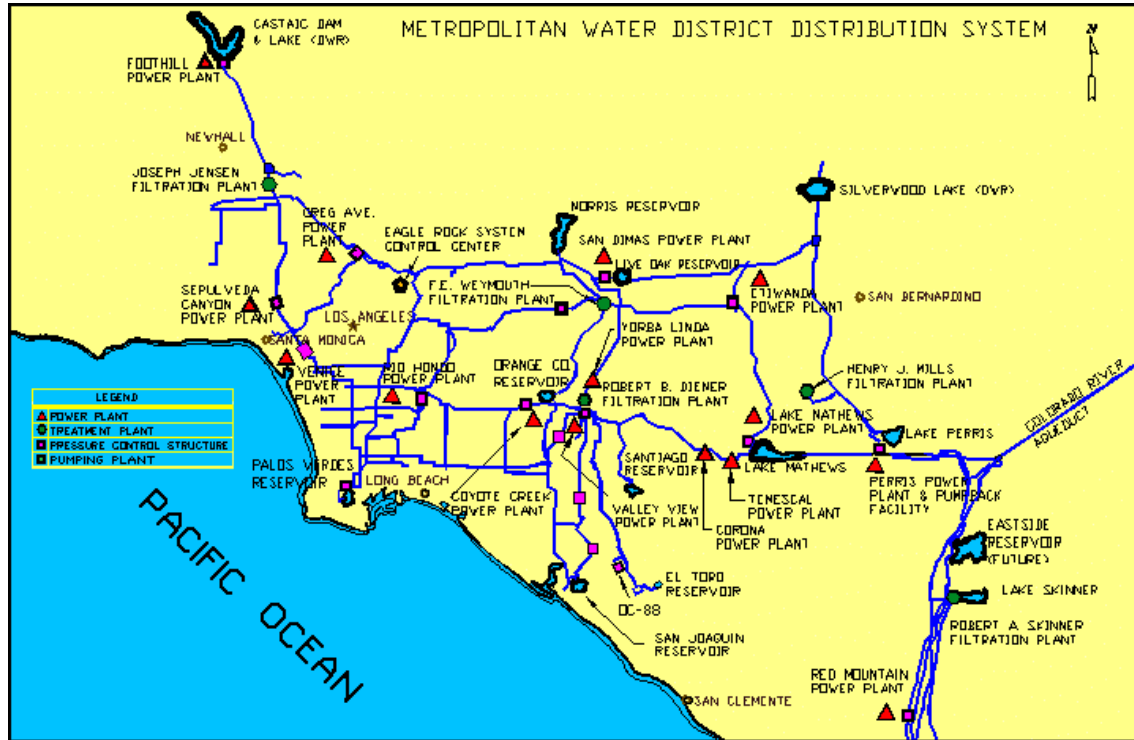 METROPOLITAN WATER DISTRICT DISTRIBUTION SYSTEM
N
CASTAIC DAM
& LAKE (DWR)
FOOTHILL
POWER PLANT
NEWHALL
JOSEPH JENSEN
FILTRATION PLANT
GREG AVE.
POWER
PLANT
EAGLE ROCK SYSTEM
CONTROL CENTER
NORRIS RESERVOIR
SAN DIMAS POWER PLANT
LIVE OAK RESERVOIR
SILVERWOOD LAKE (DWR)
F.E. WEYMOUTH
FILTRATION PLANT
ETIWANDA
POWER PLANT
SAN BERNARDINO
SEPULVEDA
CANYON
POWER PLANT
LOS ANGELES
SANTA MONICA
VENICE
POWER
PLANT
RIO HONDO
POWER PLANT
ORANGE CO.
RESERVOIR
YORBA LINDA
POWER PLANT
ROBERT B. DIENER
FILTRATION PLANT
HENRY J. MILLS
FILTRATION PLANT
LAKE MATHEWS
POWER PLANT
LAKE PERRIS
COLORADO RIVER
AQUEDUCT
LEGEND
POWER PLANT
TREATMENT PLANT
PRESSURE CONTROL STRUCTURE
PUMPING PLANT
PALOS VERDES
RESERVOIR
LONG BEACH
COYOTE CREEK
POWER PLANT
SANTIAGO
RESERVOIR
VALLEY VIEW
POWER PLANT
CORONA
POWER PLANT
TEMESCAL
POWER PLANT
LAKE MATHEWS
PERRIS POWER
PLANT & PUMPBACK
FACILITY
EASTSIDE
RESERVOIR
(FUTURE)
EL TORO
RESERVOIR
OC-88
SAN JOAQUIN
RESERVOIR
LAKE SKINNER
ROBERT A. SKINNER
FILTRATION PLANT
RED MOUNTAIN
POWER PLANT
SAN CLEMENTE
PACIFIC OCEAN